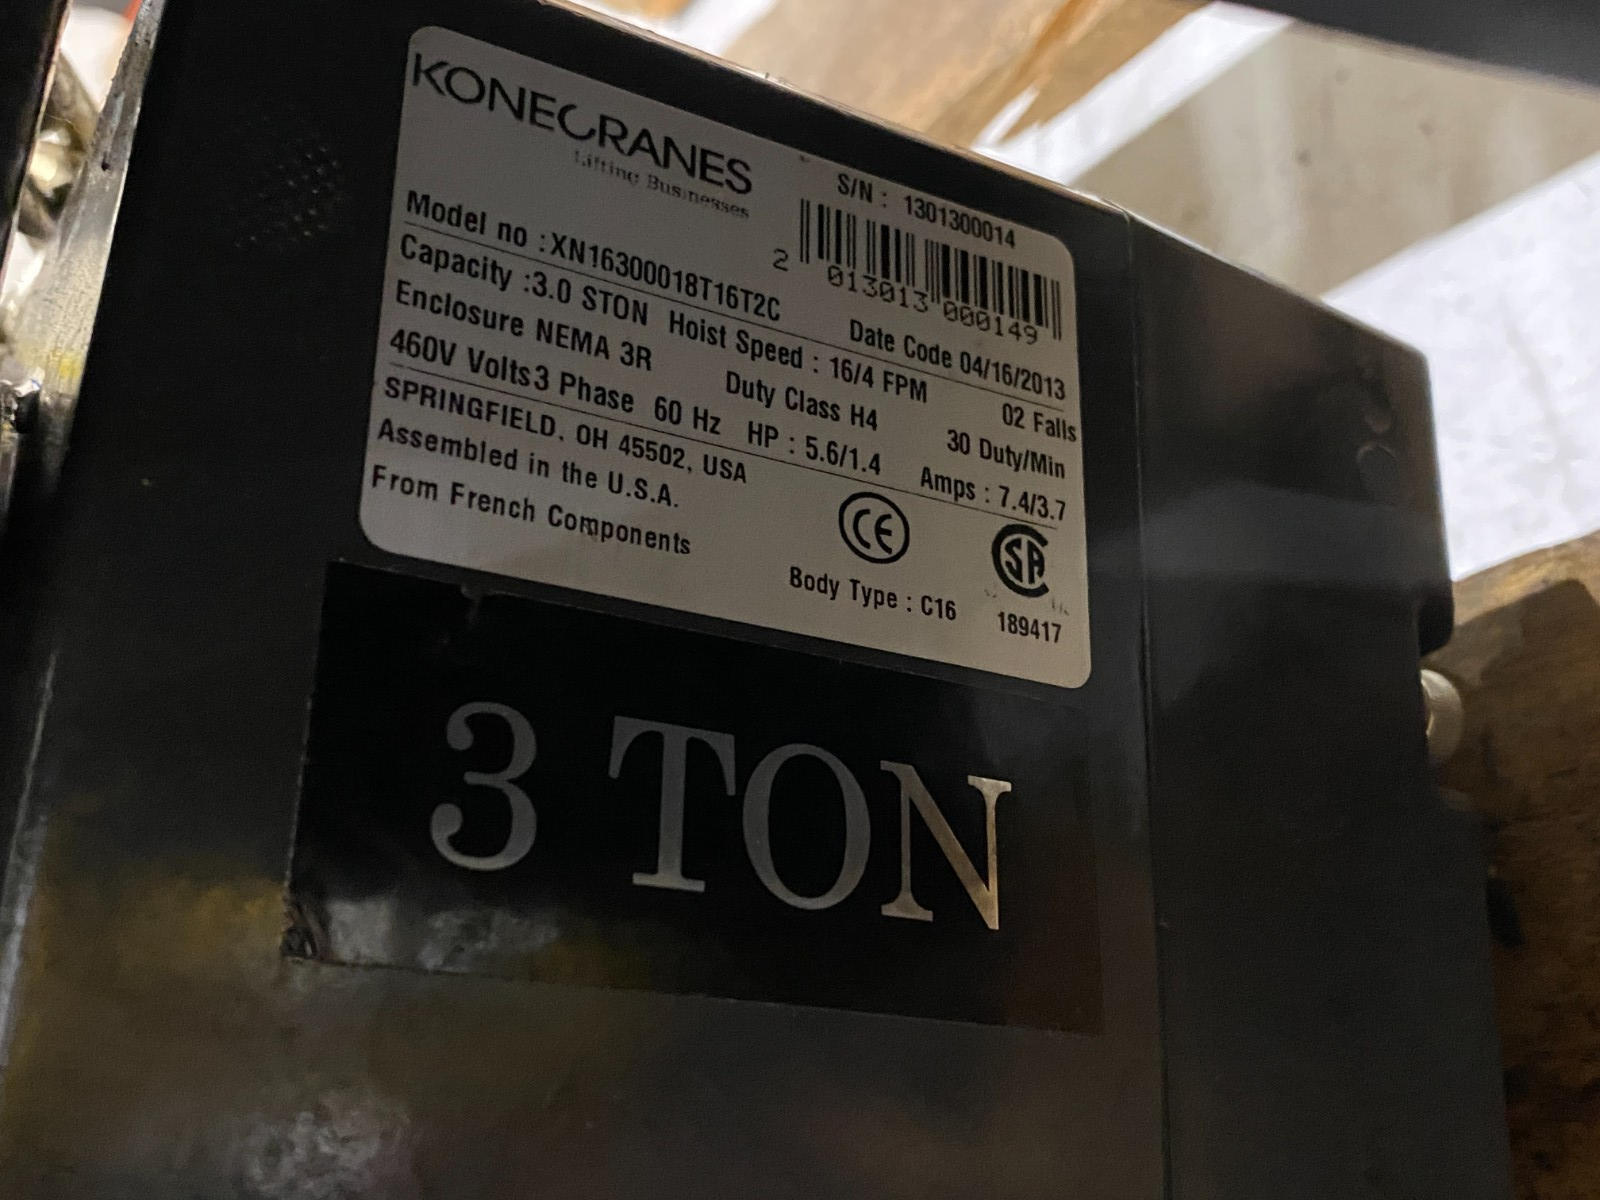 KONECRANES
Lifting Businesses
S/N : 1301300014
2 013013 000149
Model no :XN16300018T16T2C Date Code 04/16/2013
Capacity :3.0 STON Hoist Speed : 16/4 FPM 02 Falls
Enclosure NEMA 3R Duty Class H4 30 Duty/Min
460V Volts3 Phase 60 Hz HP : 5.6/1.4 Amps : 7.4/3.7
SPRINGFIELD. OH 45502, USA
Assembled in the U.S.A.
From French Components
CE
SA
Body Type : C16
189417
3 TON